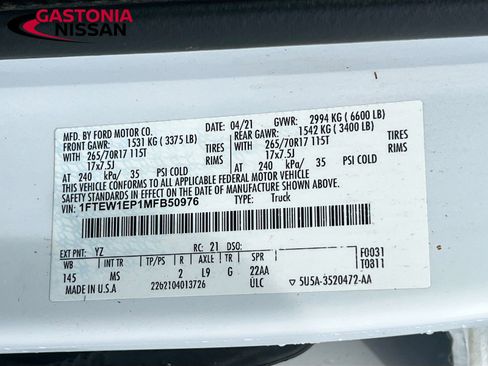 GASTONIA
NISSAN
MFD. BY FORD MOTOR CO.
04/21 GVWR: 2994 KG (6600 LB)
FRONT GAWR: 1531 KG (3375 LB)
REAR GAWR: 1542 KG (3400 LB)
WITH 265/70R17 115T TIRES
WITH 265/70R17 115T TIRES
17x7.5J RIMS
17x7.5J RIMS
AT 240 kPa/ 35 PSI COLD
AT 240 kPa/ 35 PSI COLD
THIS VEHICLE CONFORMS TO ALL APPLICABLE FEDERAL MOTOR VEHICLE
SAFETY STANDARDS IN EFFECT ON THE DATE OF MANUFACTURE SHOWN ABOVE.
VIN: 1FTEW1EP1MFB50976 TYPE: Truck
EXT PNT: YZ RC: 21 DSO: F0031
WB INT TR TP/PS R AXLE TR SPR T0811
145 MS 2 L9 G 22AA
MADE IN U.S.A 2262104013726 ULC 5U5A-3520472-AA